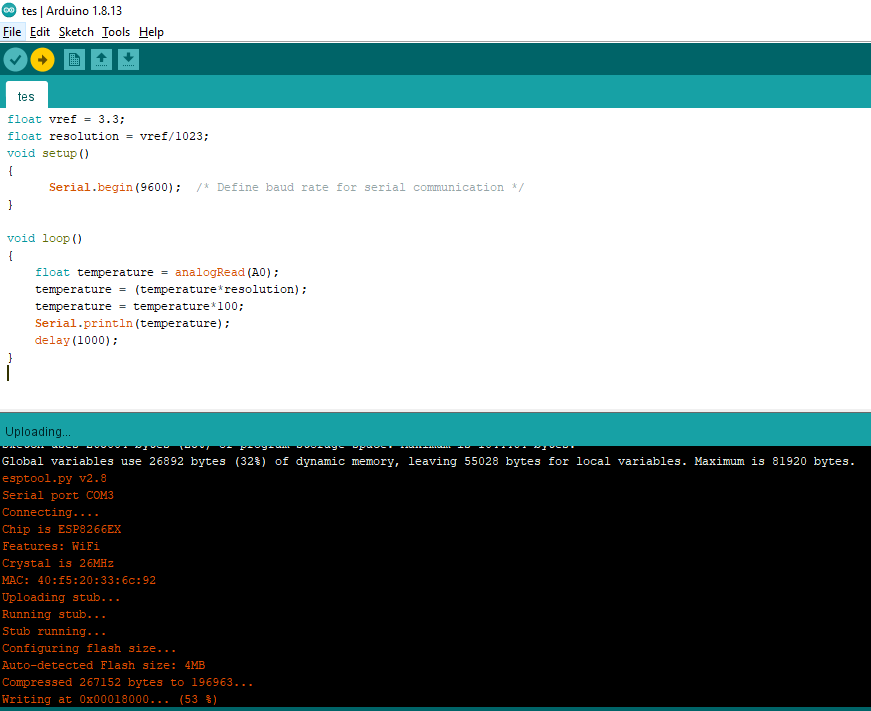 tes | Arduino 1.8.13
File Edit Sketch Tools Help
tes
float vref = 3.3;
float resolution = vref/1023;
void setup()
{
Serial.begin(9600); /* Define baud rate for serial communication */
}
void loop()
{
float temperature = analogRead(A0);
temperature = (temperature*resolution);
temperature = temperature*100;
Serial.println(temperature);
delay(1000);
}
Uploading...
Global variables use 26892 bytes (32%) of dynamic memory, leaving 55028 bytes for local variables. Maximum is 81920 bytes.
esptool.py v2.8
Serial port COM3
Connecting....
Chip is ESP8266EX
Features: WiFi
Crystal is 26MHz
MAC: 40:f5:20:33:6c:92
Uploading stub...
Running stub...
Stub running...
Configuring flash size...
Auto-detected Flash size: 4MB
Compressed 267152 bytes to 196963...
Writing at 0x00018000... (53 %)